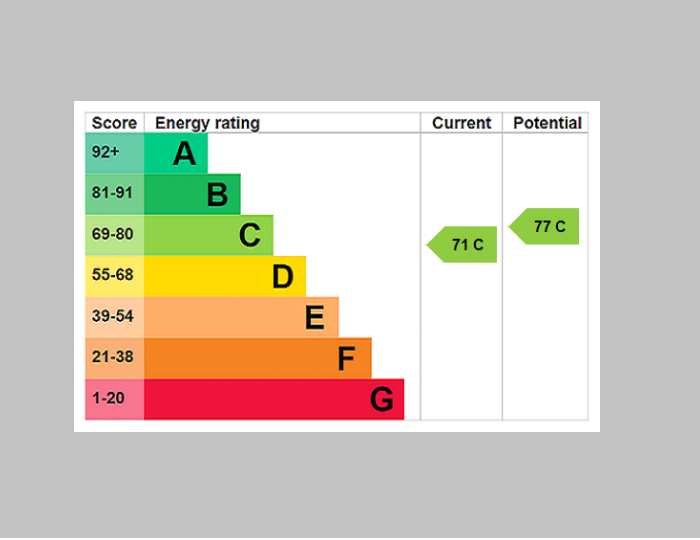 Score Energy rating Current Potential
92+ A
81-91 B
69-80 C 71 C 77 C
55-68 D
39-54 E
21-38 F
1-20 G